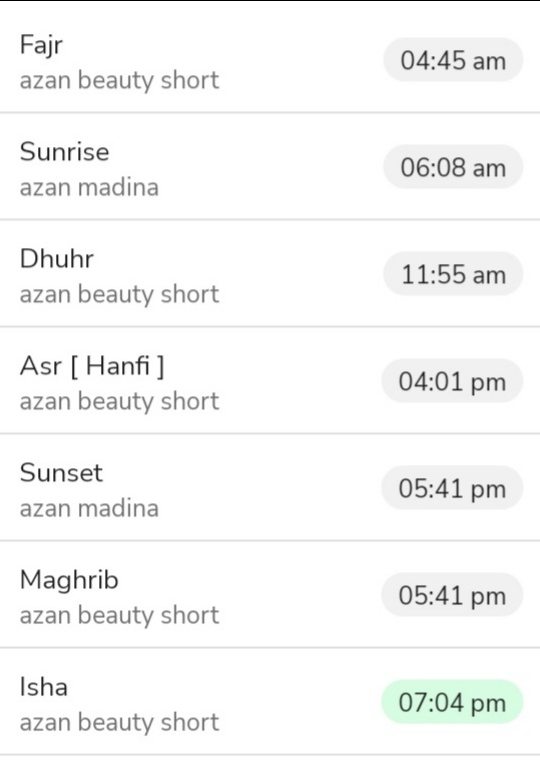 Fajr
azan beauty short
04:45 am
Sunrise
azan madina
06:08 am
Dhuhr
azan beauty short
11:55 am
Asr [ Hanfi ]
azan beauty short
04:01 pm
Sunset
azan madina
05:41 pm
Maghrib
azan beauty short
05:41 pm
Isha
azan beauty short
07:04 pm